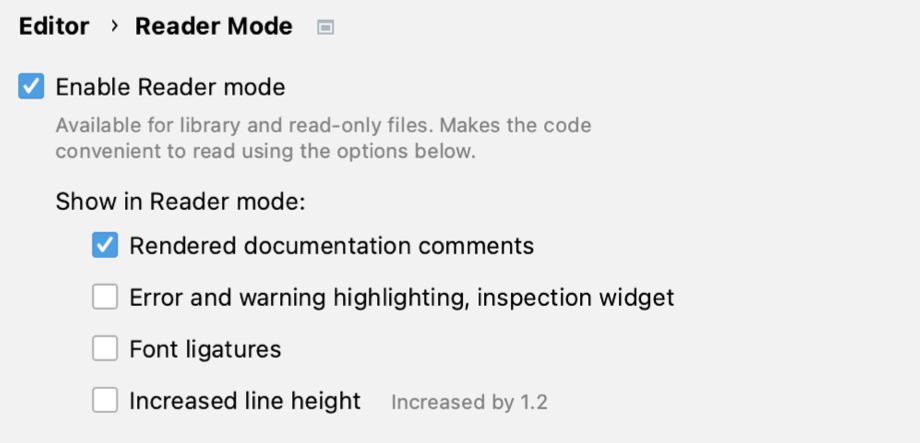 Editor › Reader Mode
Enable Reader mode
Available for library and read-only files. Makes the code
convenient to read using the options below.
Show in Reader mode:
Rendered documentation comments
Error and warning highlighting, inspection widget
Font ligatures
Increased line height Increased by 1.2